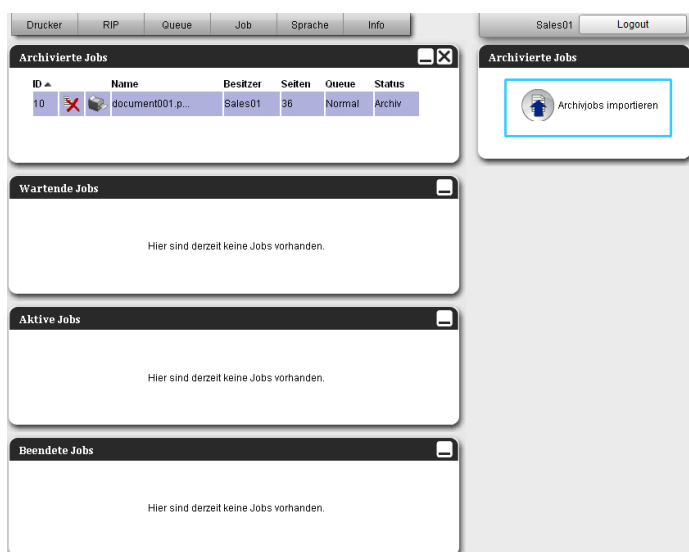 Drucker RIP Queue Job Sprache Info
Sales01 Logout
Archivierte Jobs
ID Name Besitzer Seiten Queue Status
10 document001.p... Sales01 36 Normal Archiv
Archivierte Jobs
Archivjobs importieren
Wartende Jobs
Hier sind derzeit keine Jobs vorhanden.
Aktive Jobs
Hier sind derzeit keine Jobs vorhanden.
Beendete Jobs
Hier sind derzeit keine Jobs vorhanden.